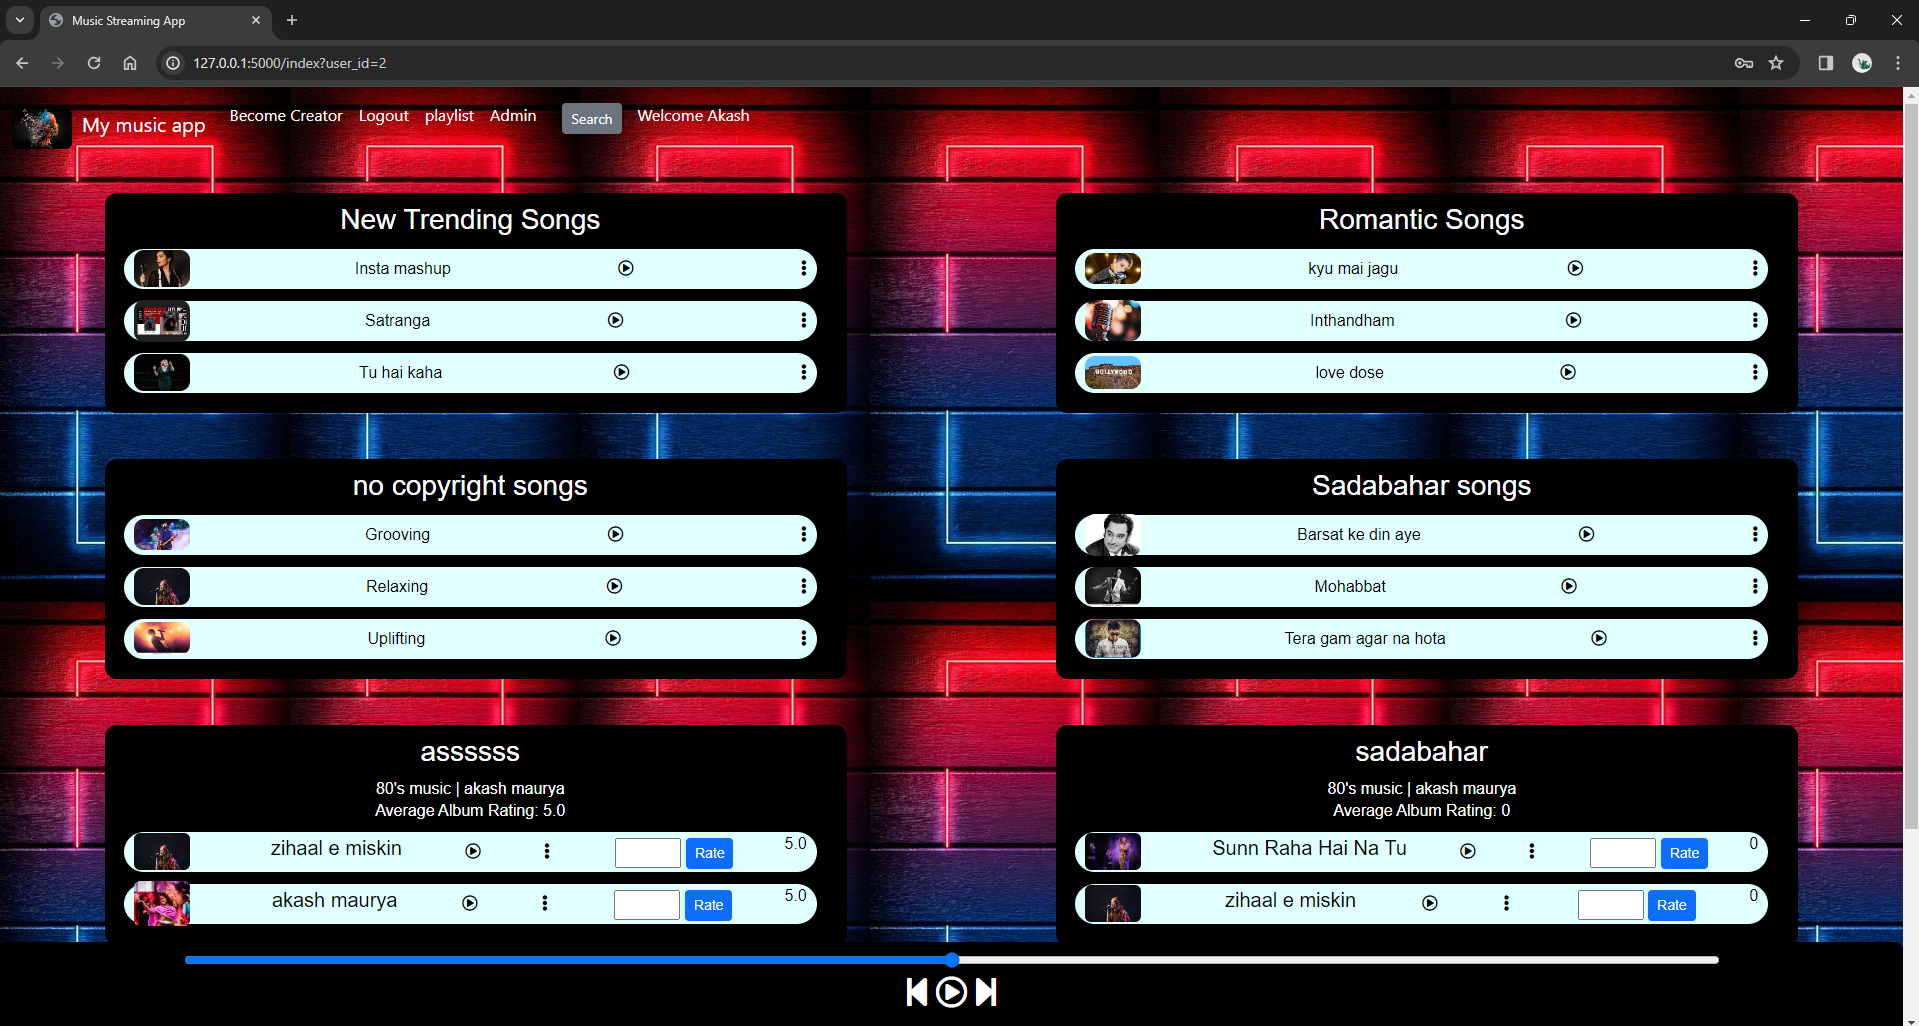 Music Streaming App
127.0.0.1:5000/index?user_id=2
My music app
Become Creator
Logout
playlist
Admin
Search
Welcome Akash
New Trending Songs
Insta mashup
Satranga
Tu hai kaha
Romantic Songs
kyu mai jagu
Inthandham
love dose
no copyright songs
Grooving
Relaxing
Uplifting
Sadabahar songs
Barsat ke din aye
Mohabbat
Tera gam agar na hota
assssss
80's music | akash maurya
Average Album Rating: 5.0
zihaal e miskin
Rate
5.0
akash maurya
Rate
5.0
sadabahar
80's music | akash maurya
Average Album Rating: 0
Sunn Raha Hai Na Tu
Rate
0
zihaal e miskin
Rate
0